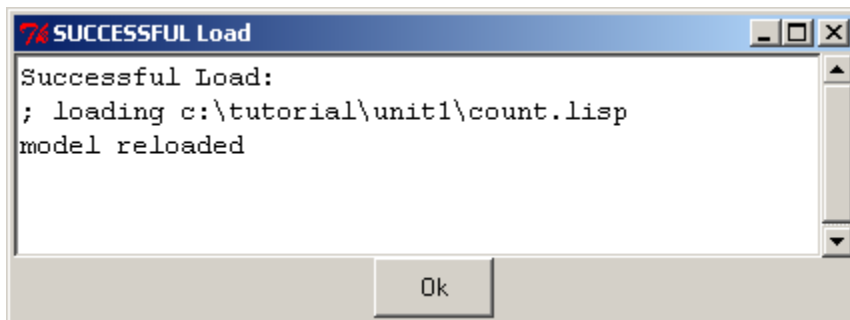 SUCCESSFUL Load
Successful Load:
; loading c:\tutorial\unit1\count.lisp
model reloaded
Ok